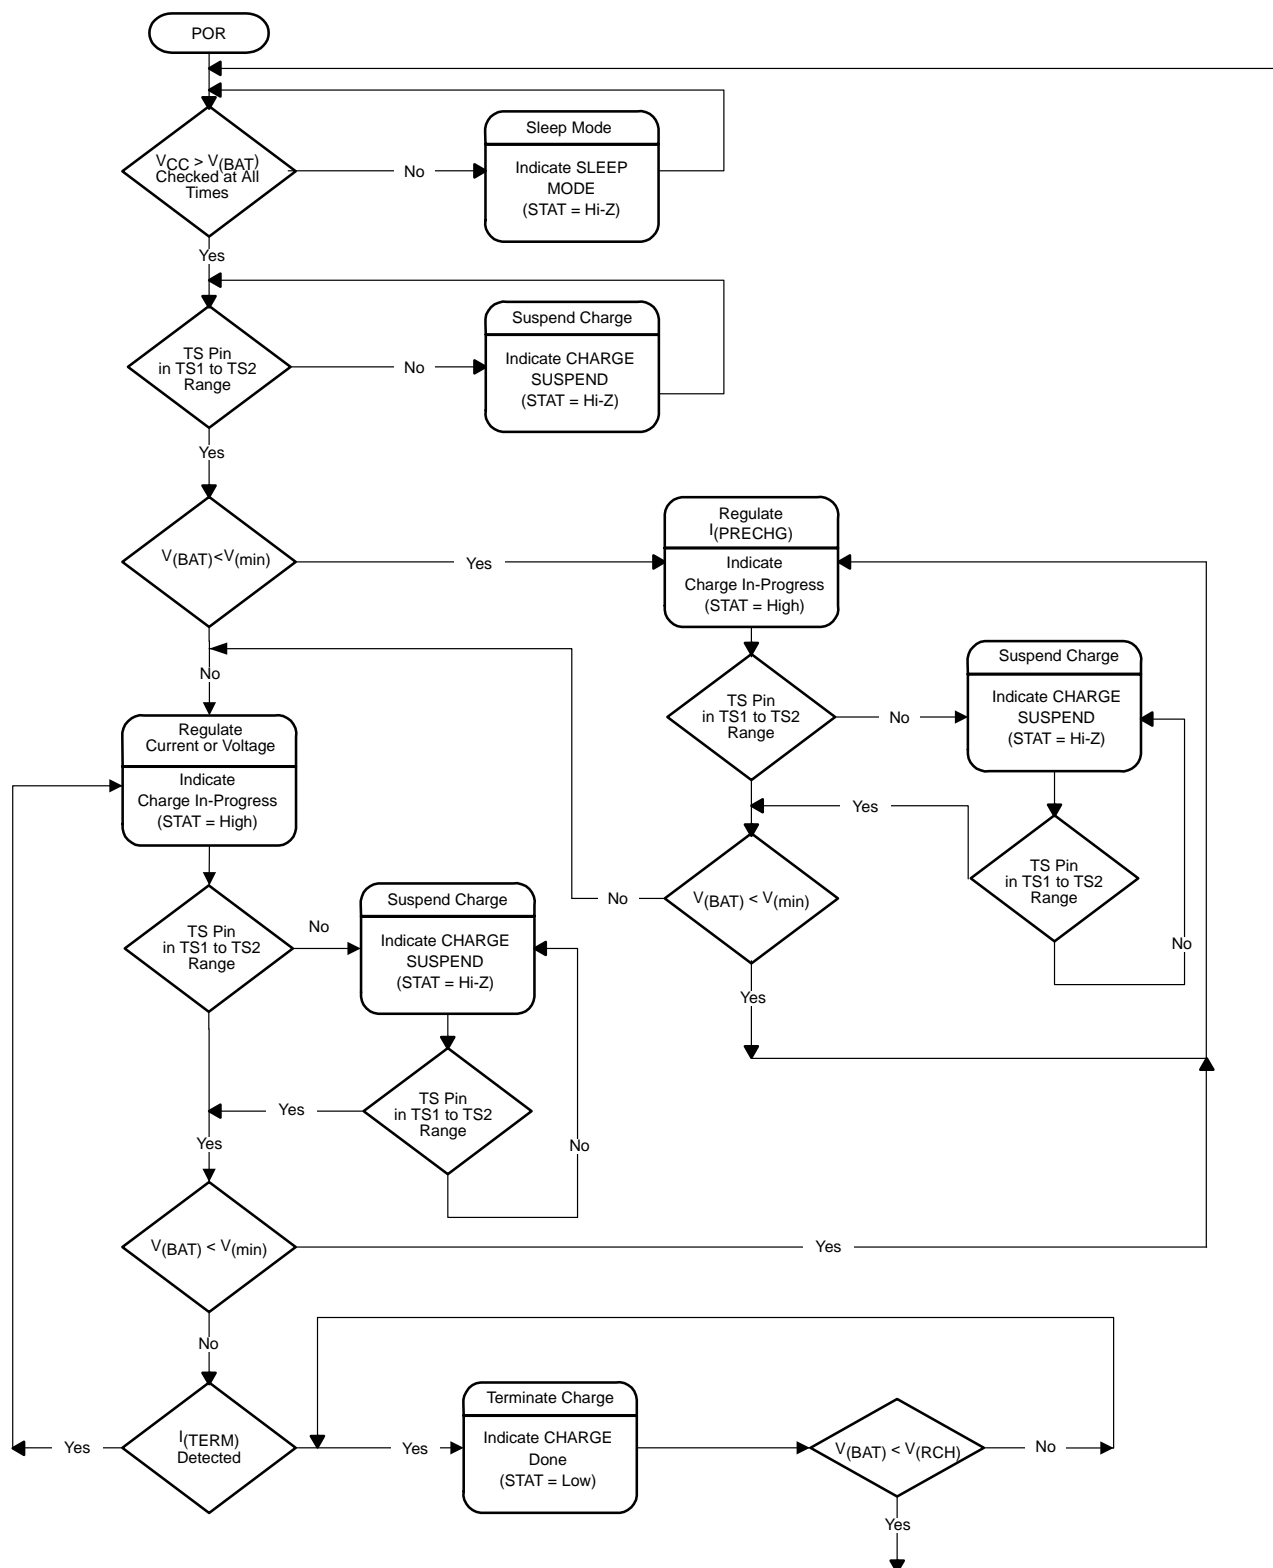 POR
VCC > V(BAT)
Checked at All
Times
No
Sleep Mode
Indicate SLEEP
MODE
(STAT = Hi-Z)
Yes
TS Pin
in TS1 to TS2
Range
No
Suspend Charge
Indicate CHARGE
SUSPEND
(STAT = Hi-Z)
Yes
V(BAT)<V(min)
Yes
Regulate
I(PRECHG)
Indicate
Charge In-Progress
(STAT = High)
No
TS Pin
in TS1 to TS2
Range
No
Suspend Charge
Indicate CHARGE
SUSPEND
(STAT = Hi-Z)
Regulate
Current or Voltage
Indicate
Charge In-Progress
(STAT = High)
Yes
TS Pin
in TS1 to TS2
Range
No
V(BAT) < V(min)
No
Yes
TS Pin
in TS1 to TS2
Range
No
Suspend Charge
Indicate CHARGE
SUSPEND
(STAT = Hi-Z)
TS Pin
in TS1 to TS2
Range
Yes
No
Yes
V(BAT) < V(min)
Yes
No
I(TERM)
Detected
Yes
Yes
Terminate Charge
Indicate CHARGE
Done
(STAT = Low)
V(BAT) < V(RCH)
No
Yes